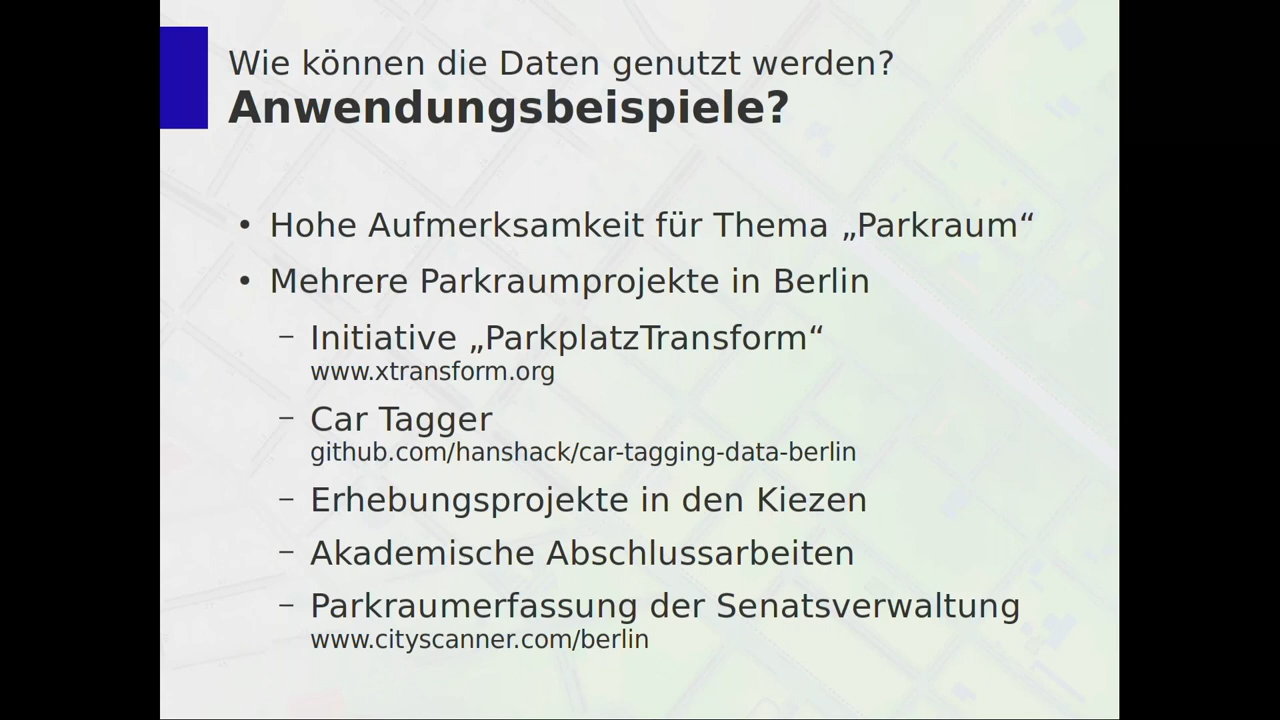 Wie können die Daten genutzt werden?
Anwendungsbeispiele?
• Hohe Aufmerksamkeit für Thema „Parkraum“
• Mehrere Parkraumprojekte in Berlin
– Initiative „ParkplatzTransform“
www.xtransform.org
– Car Tagger
github.com/hanshack/car-tagging-data-berlin
– Erhebungsprojekte in den Kiezen
– Akademische Abschlussarbeiten
– Parkraumerfassung der Senatsverwaltung
www.cityscanner.com/berlin